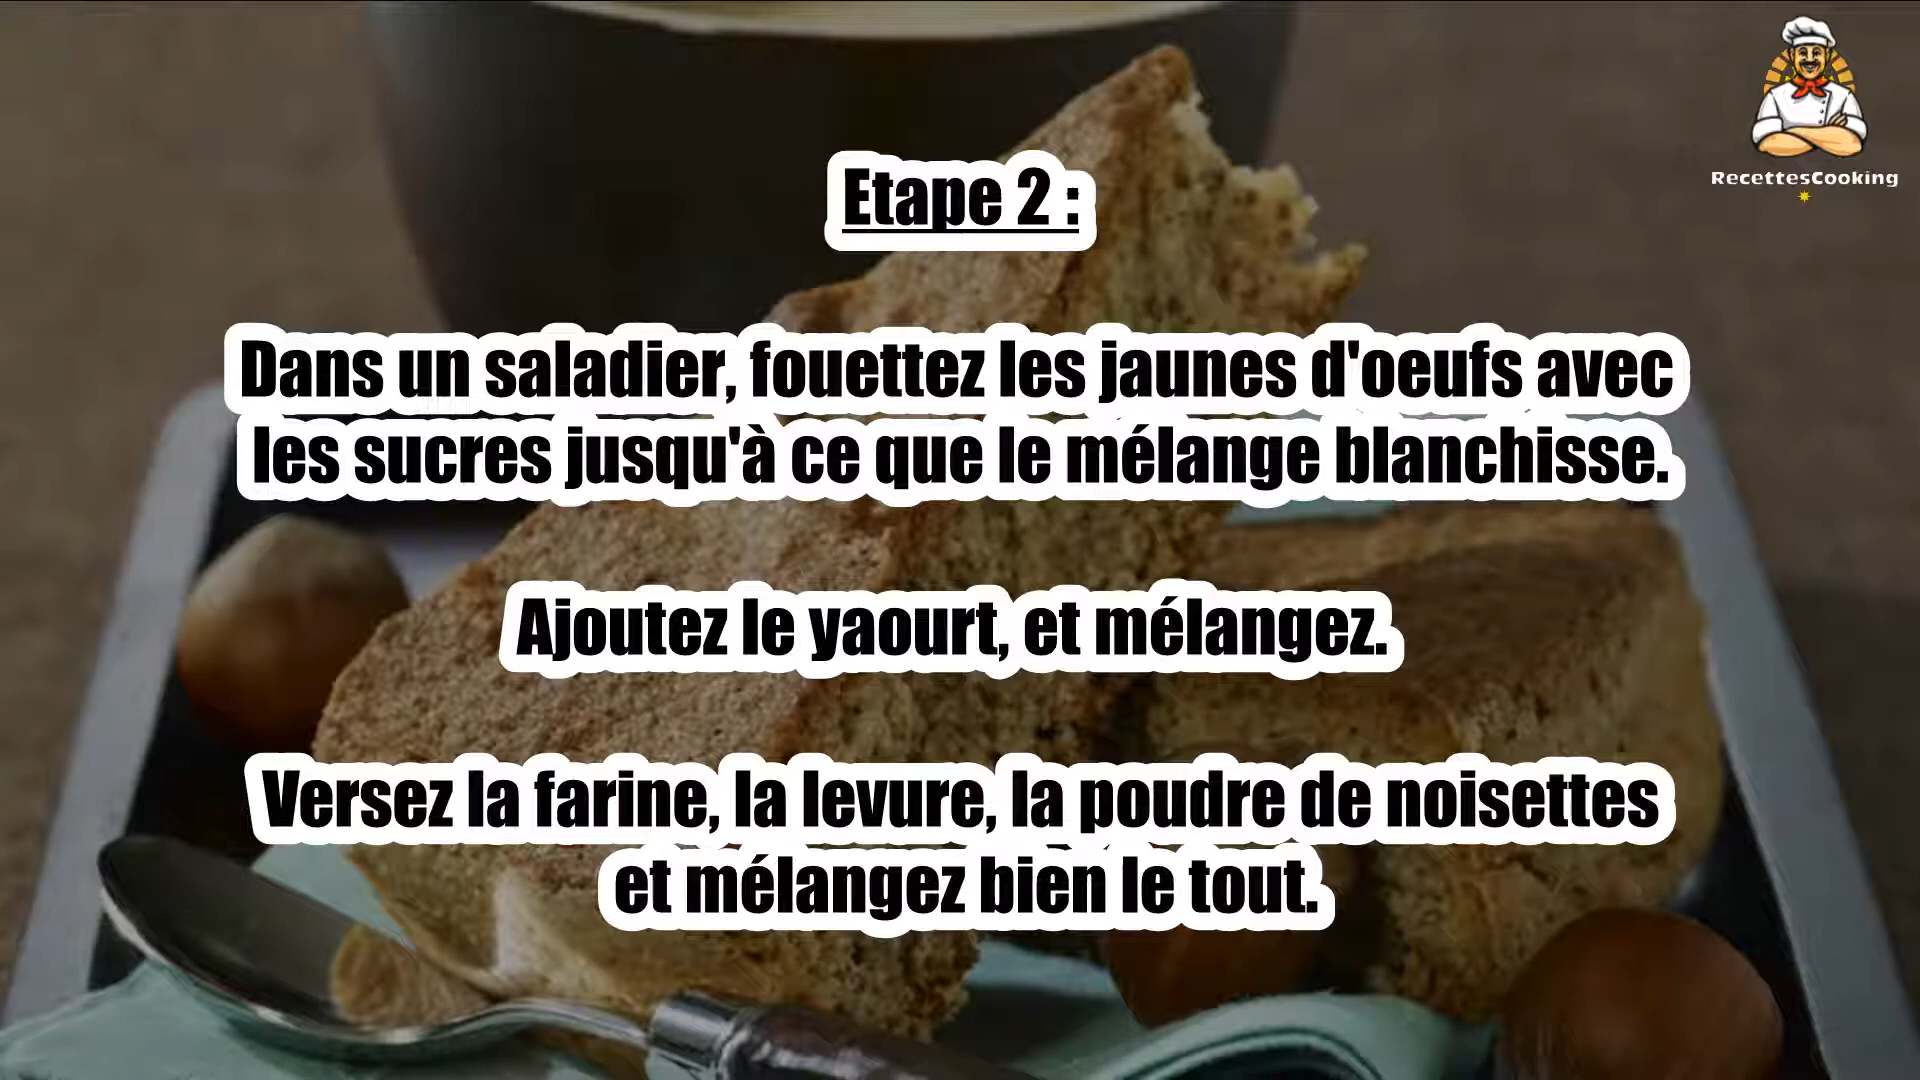 RecettesCooking
Etape 2 :
Dans un saladier, fouettez les jaunes d'oeufs avec
les sucres jusqu'à ce que le mélange blanchisse.
Ajoutez le yaourt, et mélangez.
Versez la farine, la levure, la poudre de noisettes
et mélangez bien le tout.